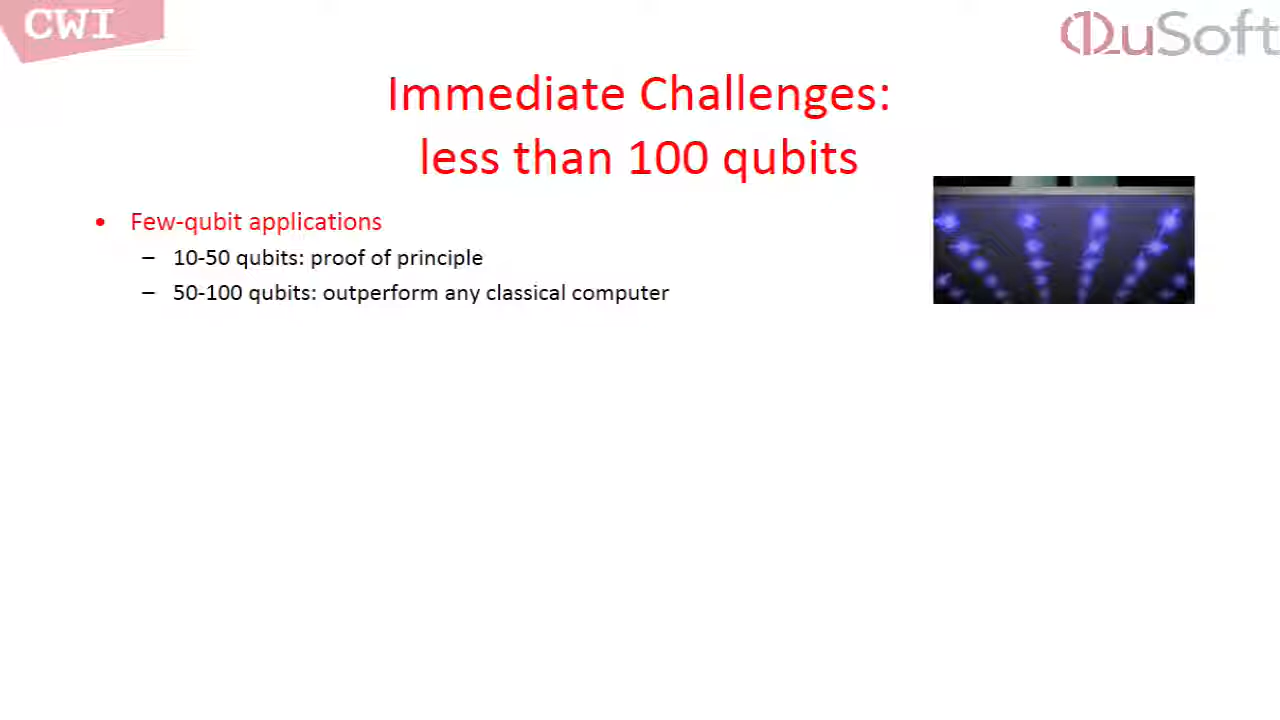 CWI
QuSoft
Immediate Challenges:
less than 100 qubits
• Few-qubit applications
– 10-50 qubits: proof of principle
– 50-100 qubits: outperform any classical computer